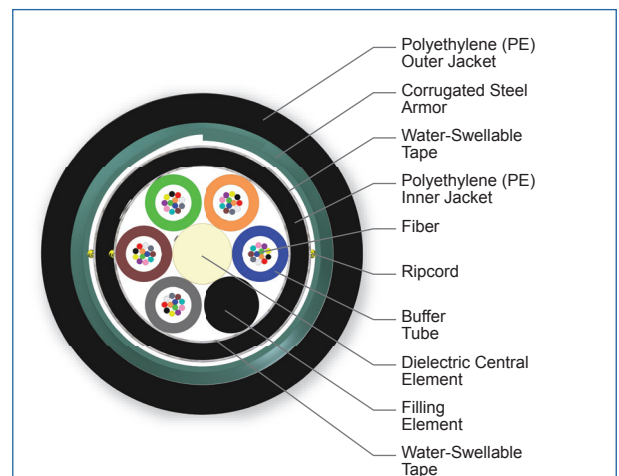 Polyethylene (PE)
Outer Jacket
Corrugated Steel
Armor
Water-Swellable
Tape
Polyethylene (PE)
Inner Jacket
Fiber
Ripcord
Buffer
Tube
Dielectric Central
Element
Filling
Element
Water-Swellable
Tape